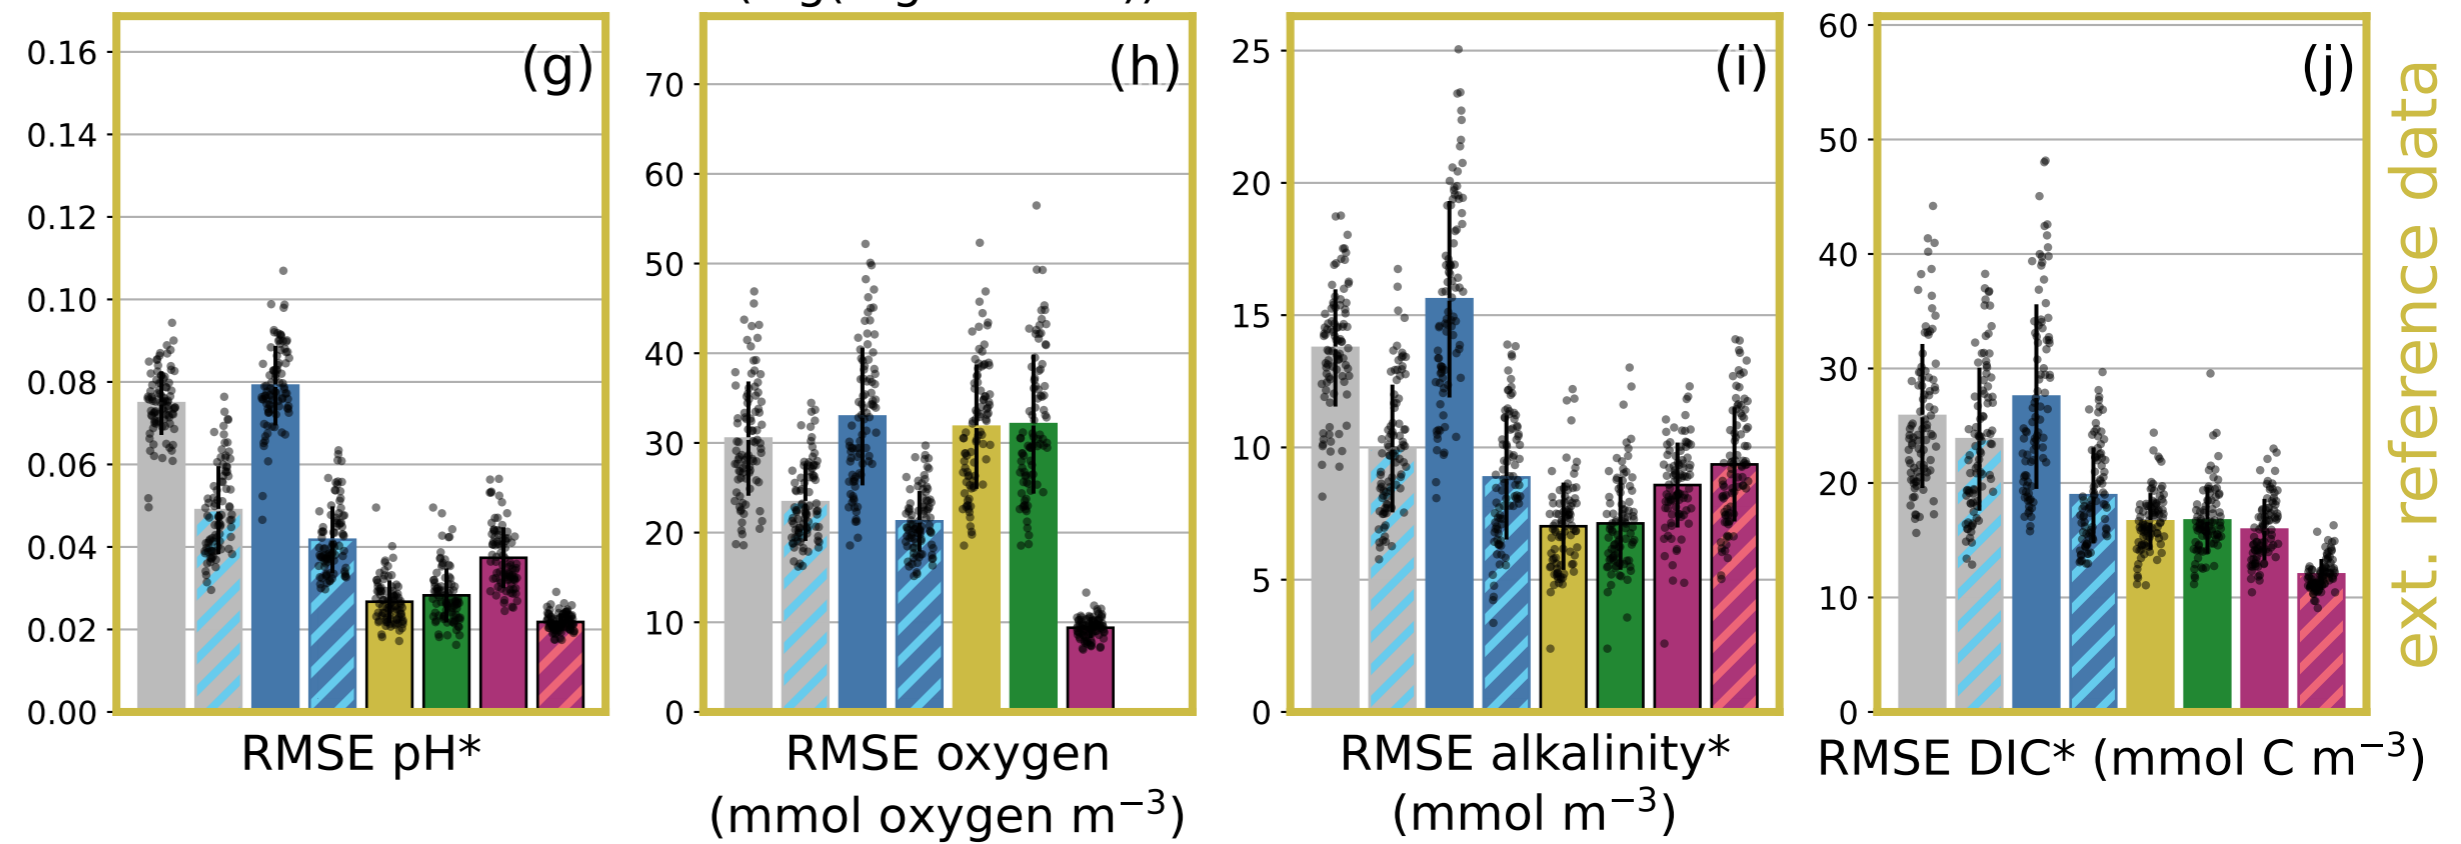 (g)
0.16
0.14
0.12
0.10
0.08
0.06
0.04
0.02
0.00
RMSE pH*
(h)
70
60
50
40
30
20
10
0
RMSE oxygen
(mmol oxygen m⁻³)
(i)
25
20
15
10
5
0
RMSE alkalinity*
(mmol m⁻³)
(j)
60
50
40
30
20
10
0
RMSE DIC* (mmol C m⁻³)
ext. reference data